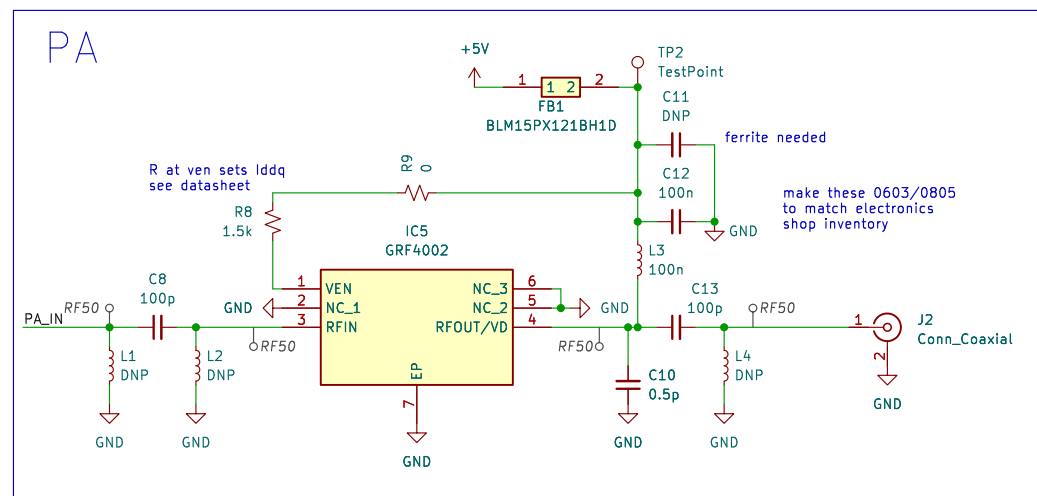 PA
+5V
TP2
TestPoint
1
1 2
2
FB1
BLM15PX121BH1D
C11
DNP
ferrite needed
R at ven sets Iddq
see datasheet
R9
0
C12
100n
make these 0603/0805
to match electronics
shop inventory
R8
1.5k
IC5
GRF4002
GND
L3
100n
C8
100p
1
VEN
NC_3
6
GND
2
NC_1
NC_2
5
GND
C13
100p
PA_IN
RF50
3
RFIN
RFOUT/VD
4
RF50
1
J2
Conn_Coaxial
RF50
RF50
2
L1
DNP
L2
DNP
EP
7
C10
0.5p
L4
DNP
GND
GND
GND
GND
GND
GND
GND